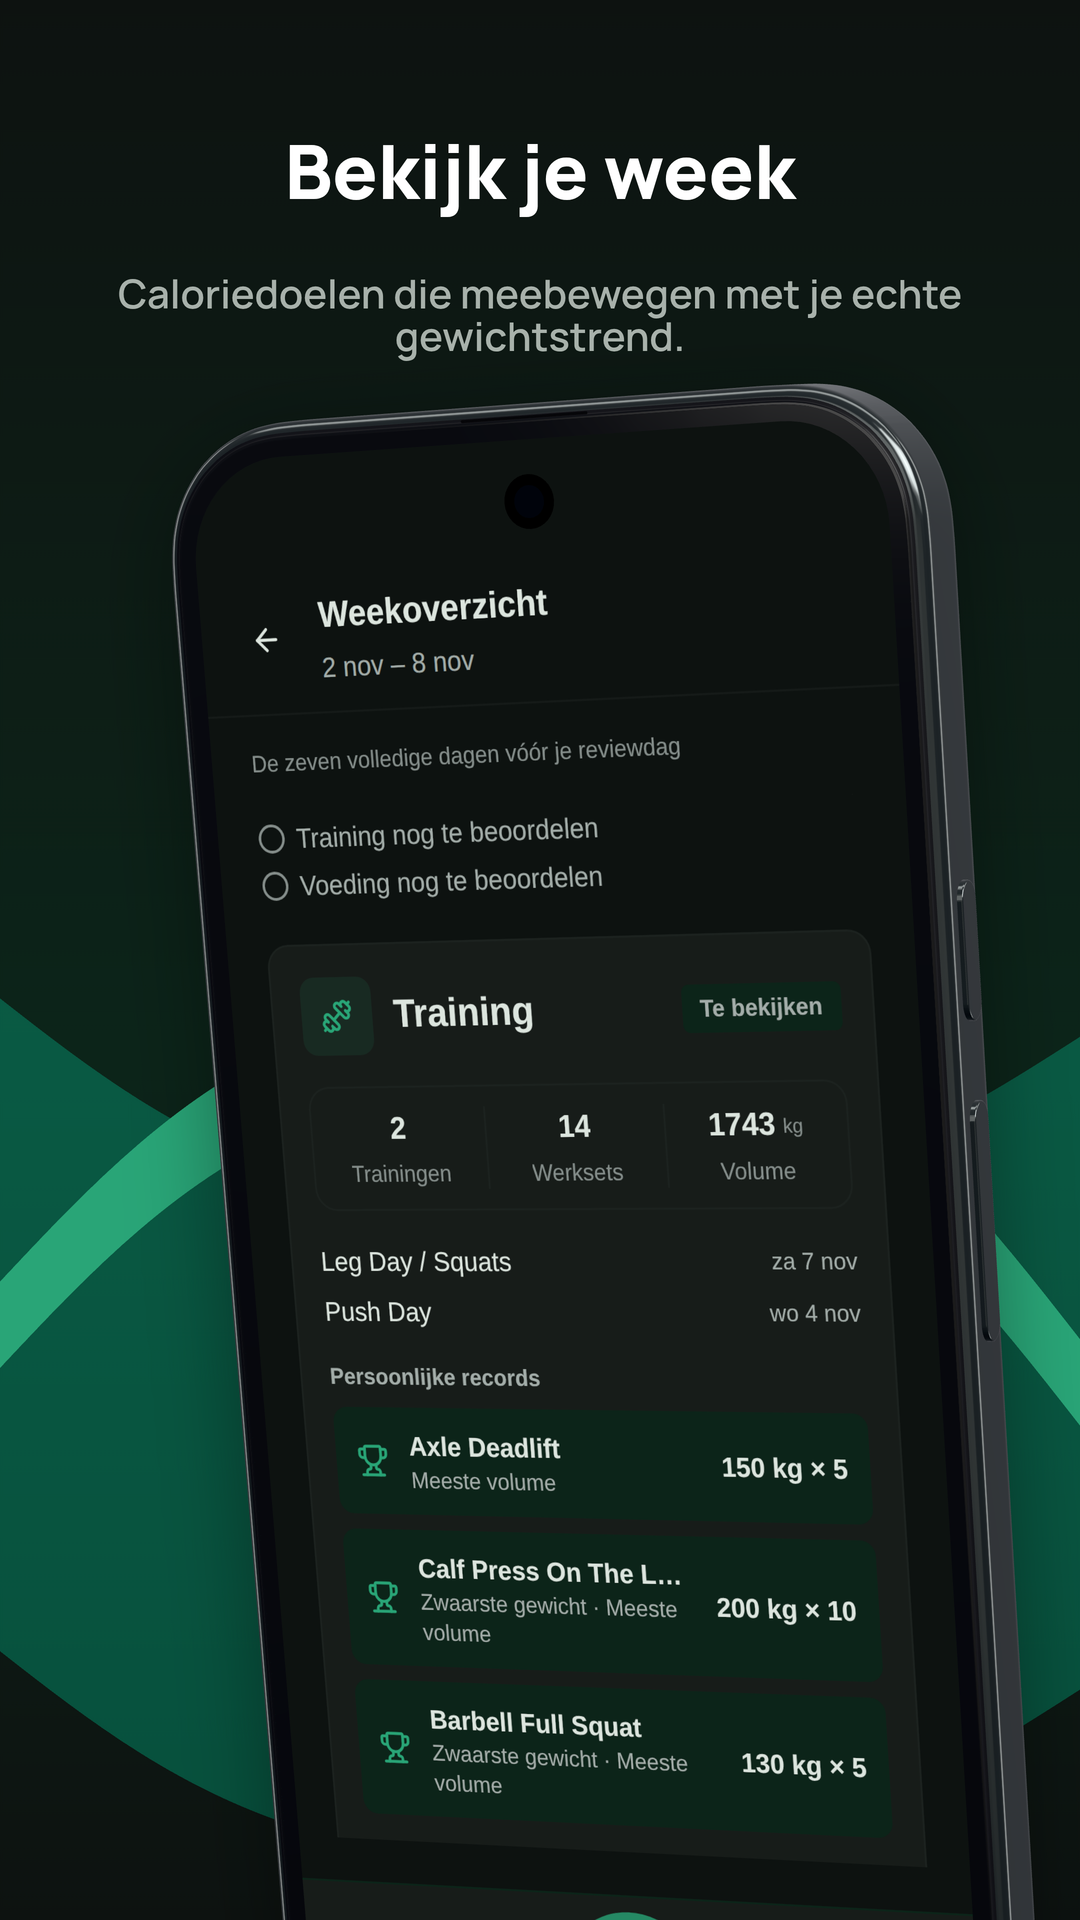 Bekijk je week
Caloriedoelen die meebewegen met je echte
gewichtstrend.
Weekoverzicht
2 nov – 8 nov
De zeven volledige dagen vóór je reviewdag
Training nog te beoordelen
Voeding nog te beoordelen
Training
Te bekijken
2
14
1743 kg
Trainingen
Werksets
Volume
Leg Day / Squats
za 7 nov
Push Day
wo 4 nov
Persoonlijke records
Axle Deadlift
Meeste volume
150 kg × 5
Calf Press On The L…
Zwaarste gewicht · Meeste
volume
200 kg × 10
Barbell Full Squat
Zwaarste gewicht · Meeste
volume
130 kg × 5